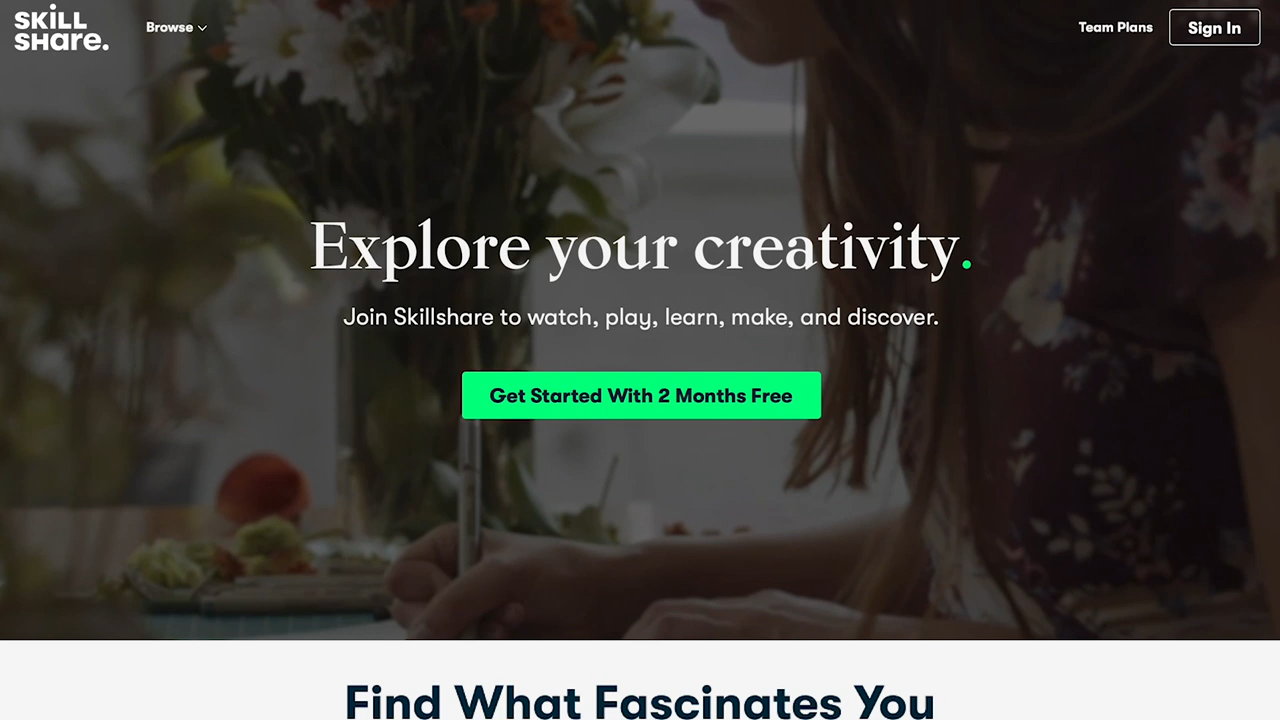 SKiLL
SHare.
Browse
Team Plans
Sign In
Explore your creativity.
Join Skillshare to watch, play, learn, make, and discover.
Get Started With 2 Months Free
Find What Fascinates You